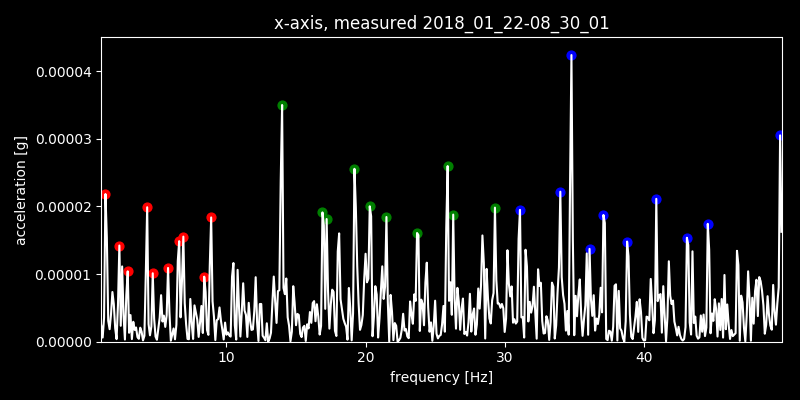 x-axis, measured 2018_01_22-08_30_01
acceleration [g]
0.00004
0.00003
0.00002
0.00001
0.00000
10 20 30 40
frequency [Hz]